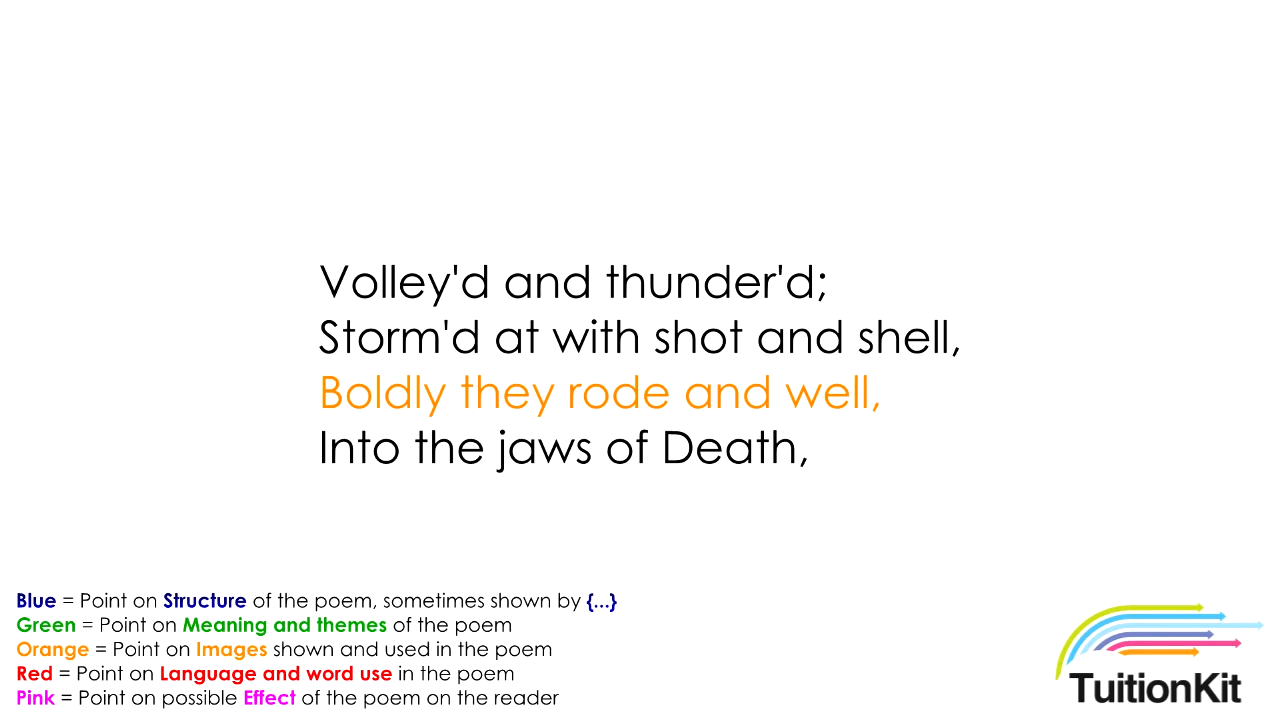 Volley'd and thunder'd;
Storm'd at with shot and shell,
Boldly they rode and well,
Into the jaws of Death,
Blue = Point on Structure of the poem, sometimes shown by {...}
Green = Point on Meaning and themes of the poem
Orange = Point on Images shown and used in the poem
Red = Point on Language and word use in the poem
Pink = Point on possible Effect of the poem on the reader
TuitionKit